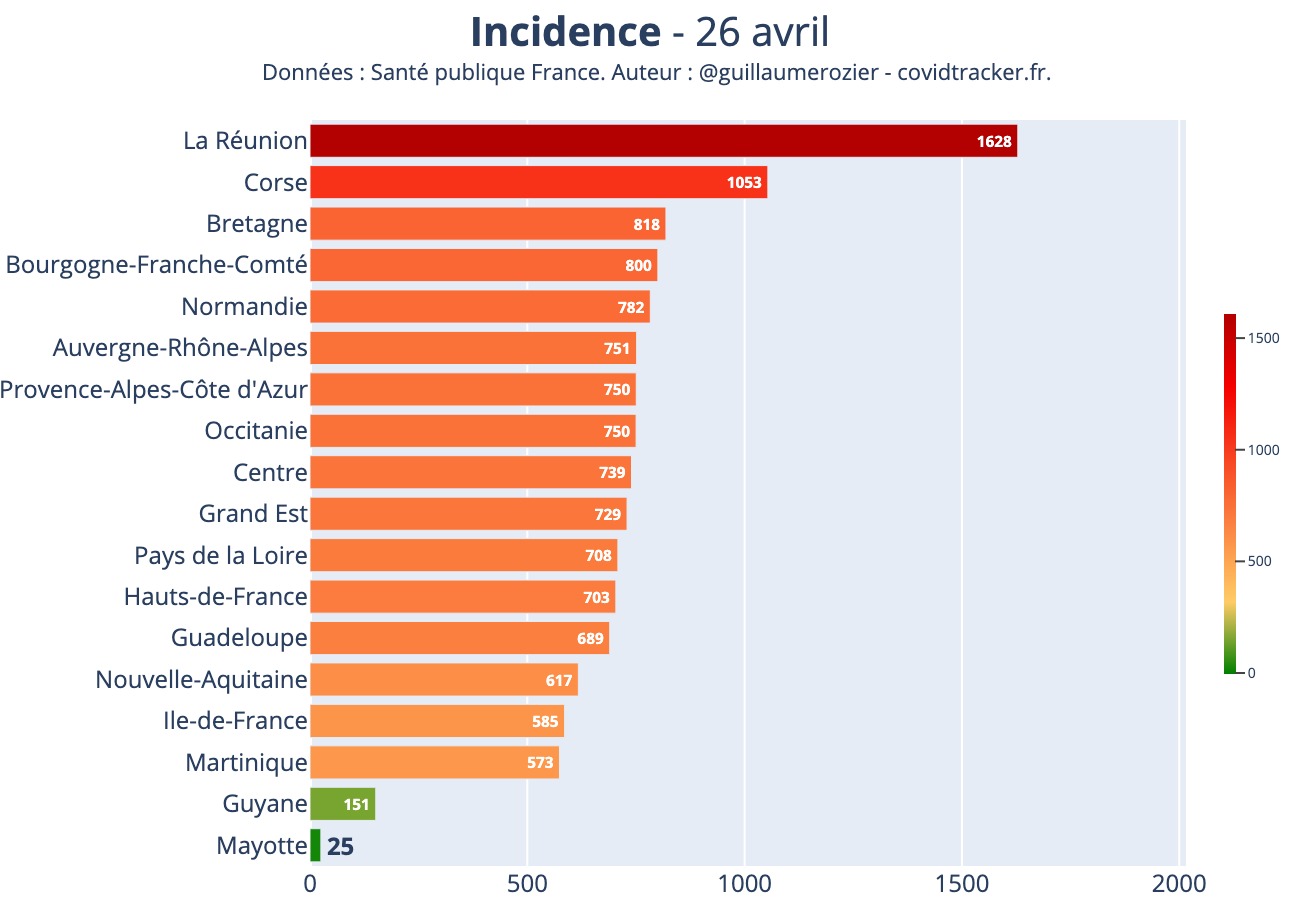 Incidence - 26 avril
Données : Santé publique France. Auteur : @guillaumerozier - covidtracker.fr.
La Réunion 1628
Corse 1053
Bretagne 818
Bourgogne-Franche-Comté 800
Normandie 782
Auvergne-Rhône-Alpes 751
Provence-Alpes-Côte d'Azur 750
Occitanie 750
Centre 739
Grand Est 729
Pays de la Loire 708
Hauts-de-France 703
Guadeloupe 689
Nouvelle-Aquitaine 617
Ile-de-France 585
Martinique 573
Guyane 151
Mayotte 25
0 500 1000 1500 2000
1500
1000
500
0